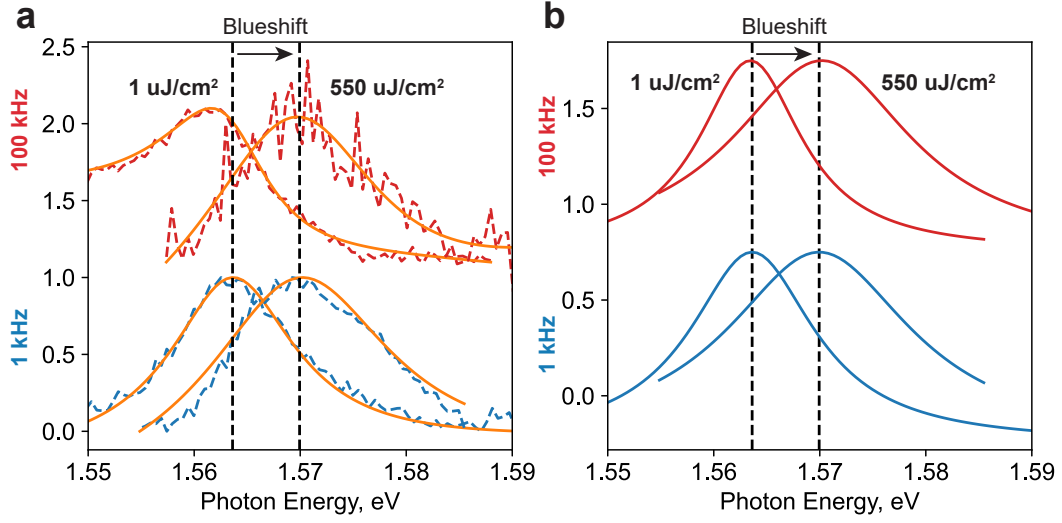 a
Blueshift
1 uJ/cm²
550 uJ/cm²
100 kHz
1 kHz
2.5
2.0
1.5
1.0
0.5
0.0
1.55
1.56
1.57
1.58
1.59
Photon Energy, eV
b
Blueshift
1 uJ/cm²
550 uJ/cm²
100 kHz
1 kHz
1.5
1.0
0.5
0.0
1.55
1.56
1.57
1.58
1.59
Photon Energy, eV